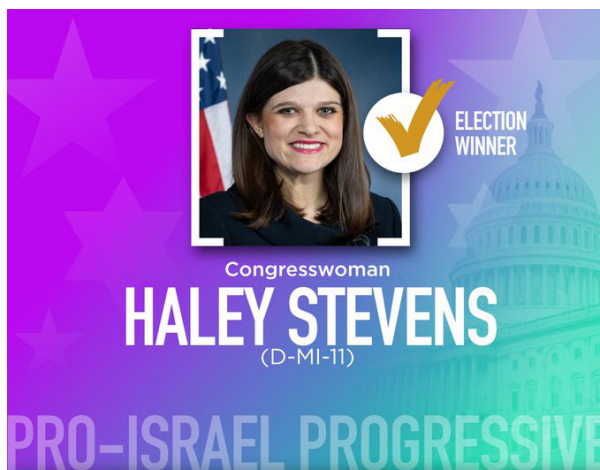 ELECTION
WINNER
Congresswoman
HALEY STEVENS
(D-MI-11)
PRO-ISRAEL PROGRESSIVE